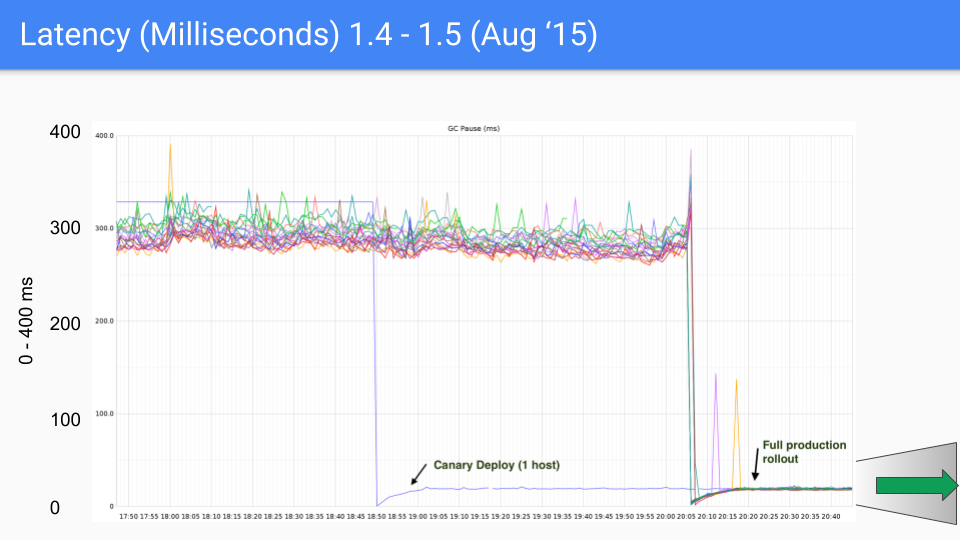 Latency (Milliseconds) 1.4 - 1.5 (Aug ‘15)
GC Pause (ms)
400
400.0
300
300.0
0 - 400 ms
200
200.0
100
100.0
Full production
rollout
Canary Deploy (1 host)
0
0
17:50 17:55 18:00 18:05 18:10 18:15 18:20 18:25 18:30 18:35 18:40 18:45 18:50 18:55 19:00 19:05 19:10 19:15 19:20 19:25 19:30 19:35 19:40 19:45 19:50 19:55 20:00 20:05 20:10 20:15 20:20 20:25 20:30 20:35 20:40